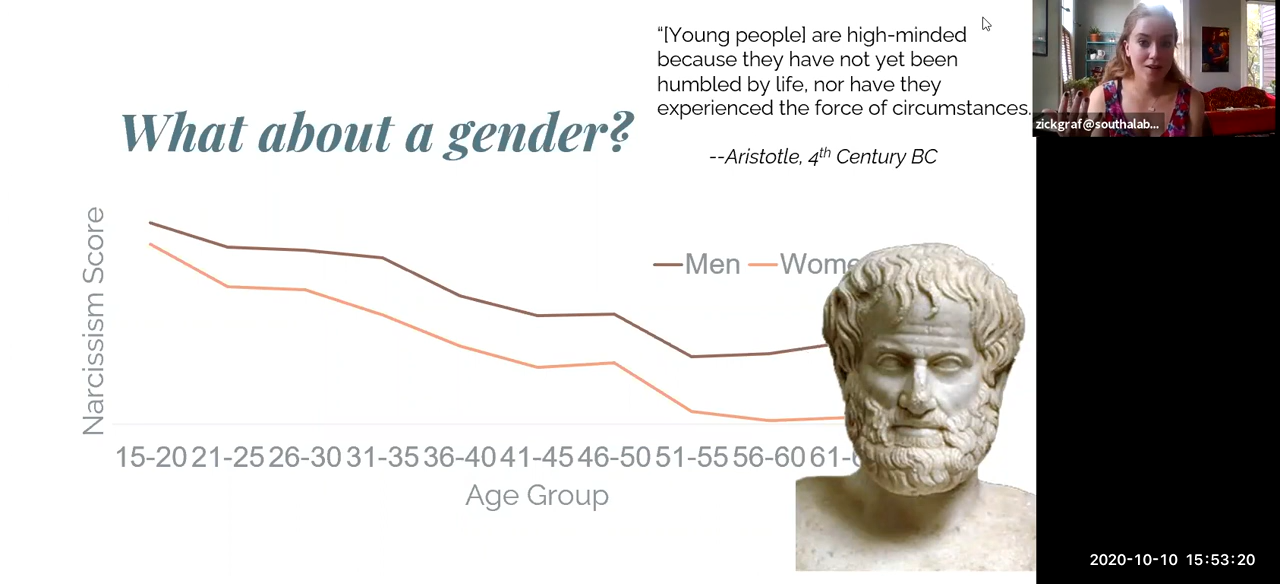 "[Young people] are high-minded
because they have not yet been
humbled by life, nor have they
experienced the force of circumstances.
--Aristotle, 4th Century BC
What about a gender?
zickgraf@southalab...
Men Wome
Narcissism Score
15-20 21-25 26-30 31-35 36-40 41-45 46-50 51-55 56-60 61-6
Age Group
2020-10-10 15:53:20